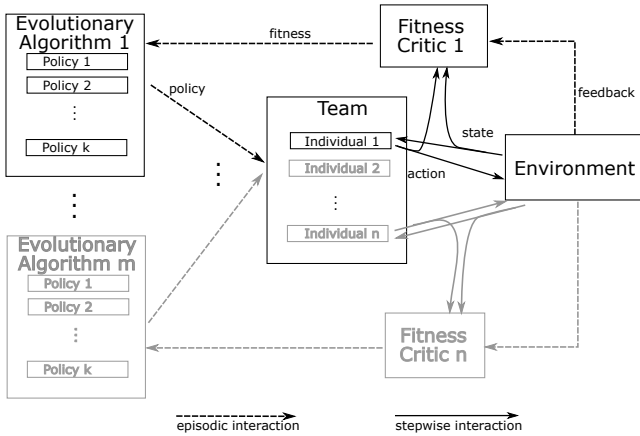 Evolutionary
Algorithm 1
Policy 1
Policy 2
⋮
Policy k
fitness
Fitness
Critic 1
feedback
policy
Team
Individual 1
Individual 2
⋮
Individual n
state
action
Environment
⋮
⋮
Evolutionary
Algorithm m
Policy 1
Policy 2
⋮
Policy k
Fitness
Critic n
episodic interaction
stepwise interaction